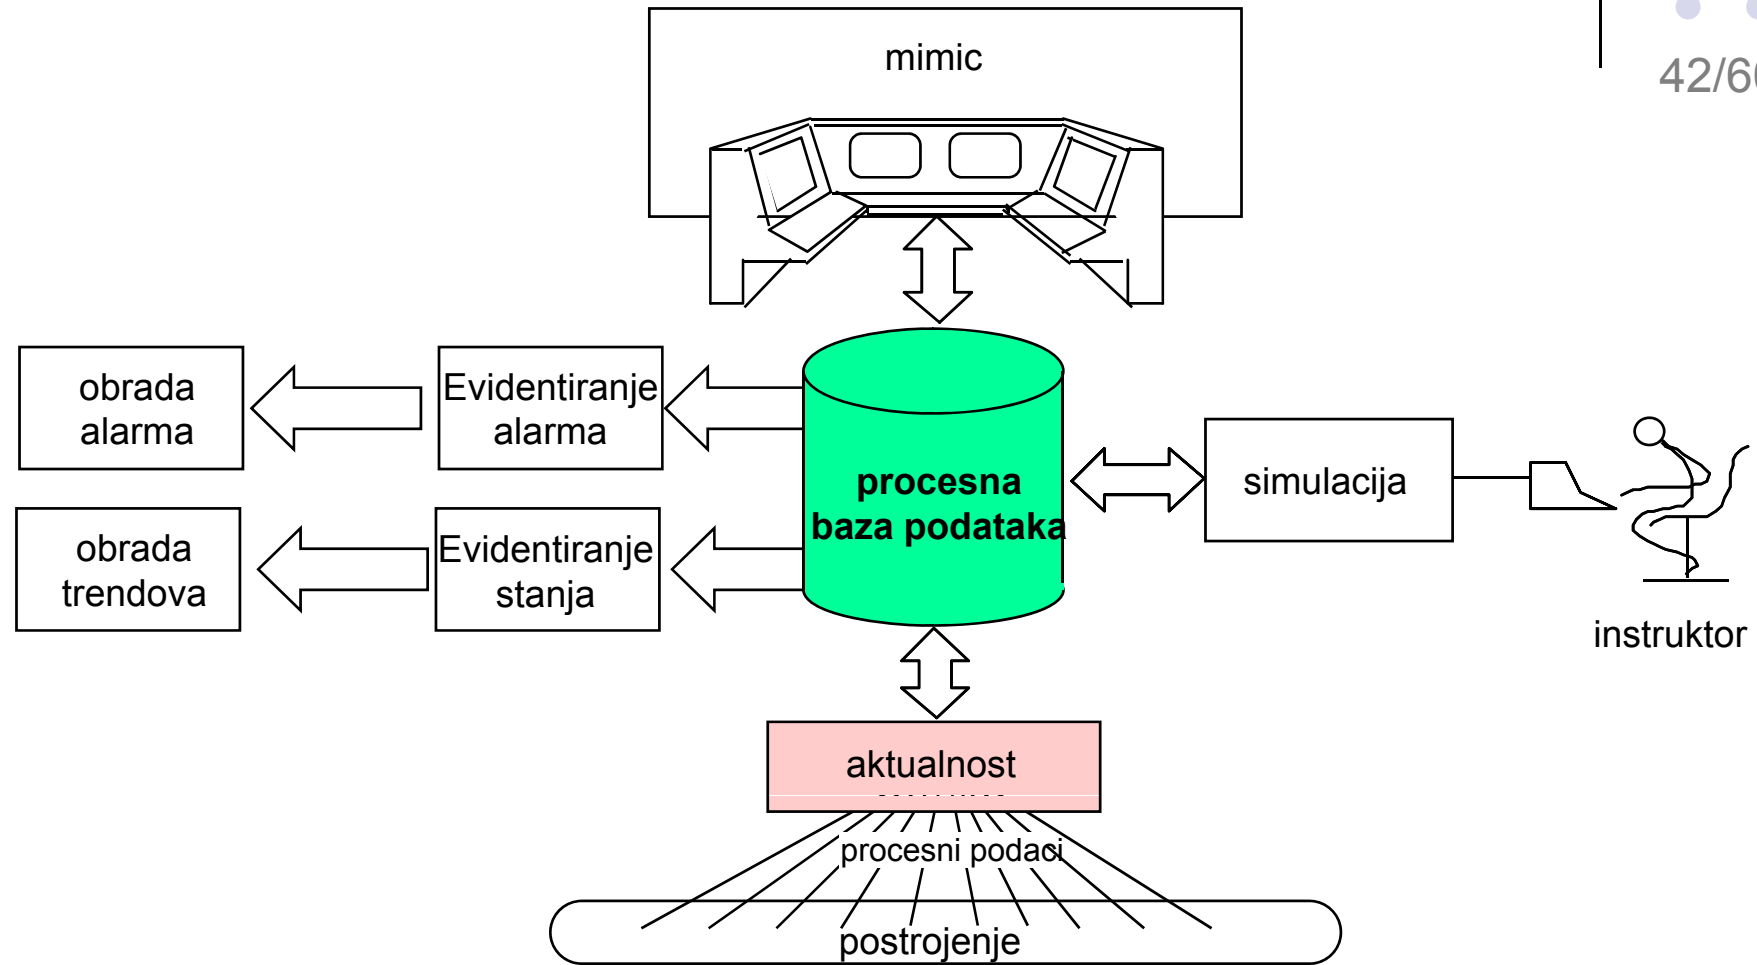 mimic
42/60
obrada
alarma
Evidentiranje
alarma
procesna
baza podataka
simulacija
obrada
trendova
Evidentiranje
stanja
instruktor
aktualnost
procesni podaci
postrojenje